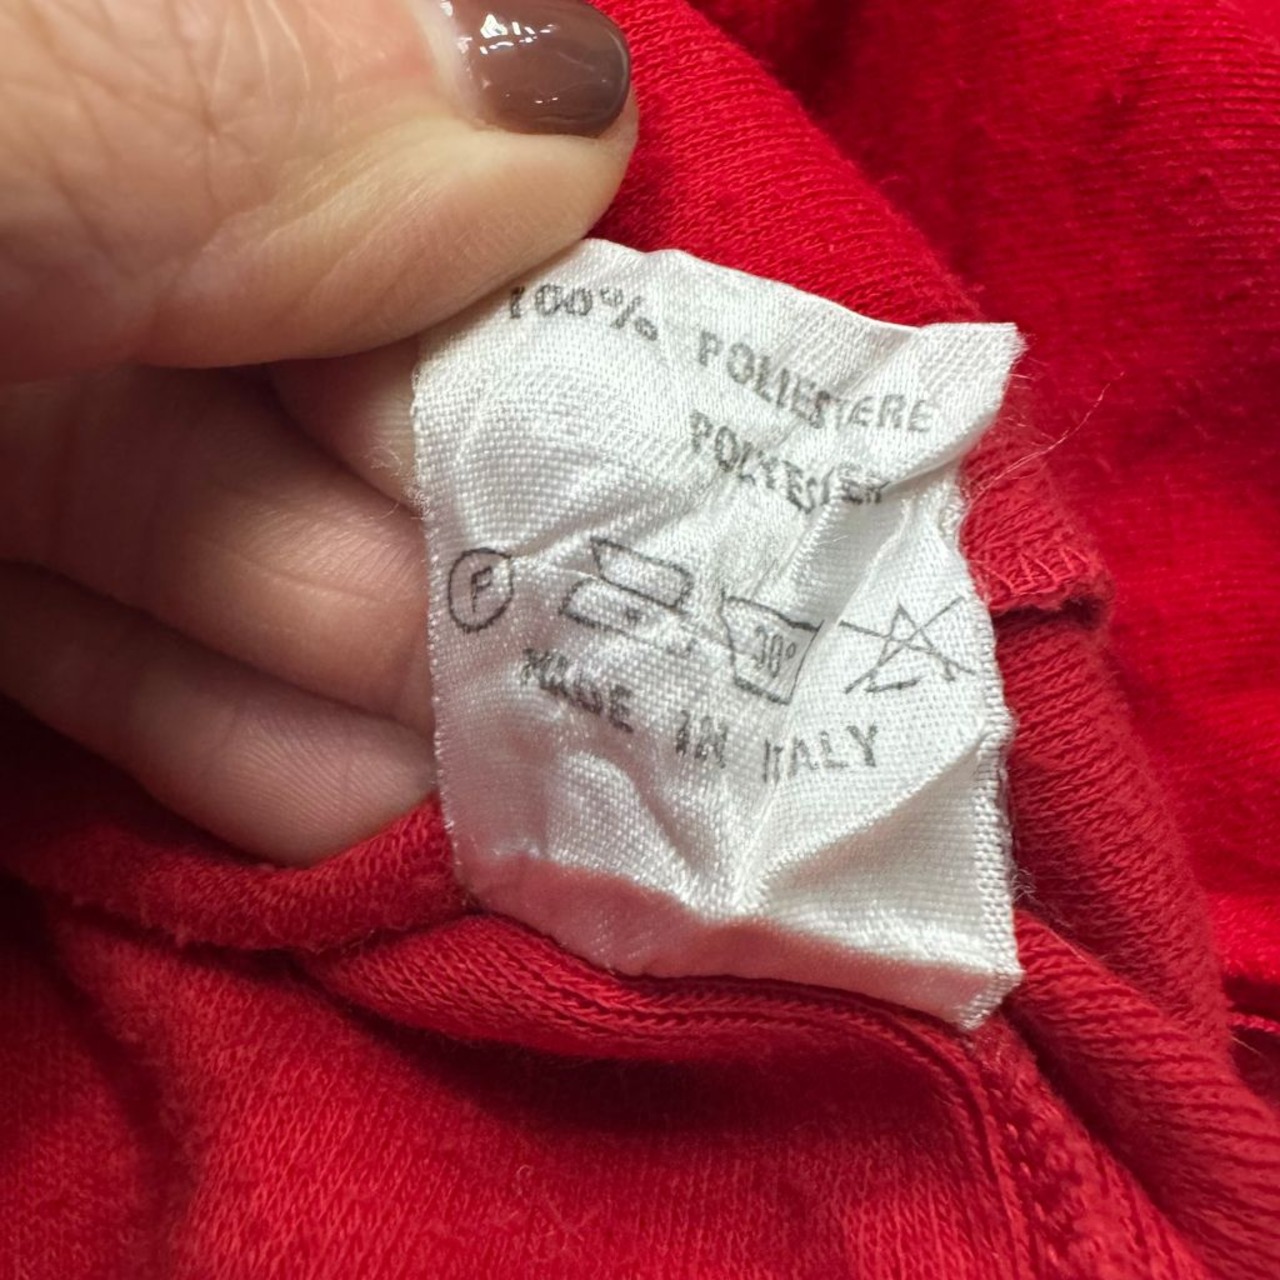 100% POLIESTERE
POLYESTER
F 30°
MADE IN ITALY